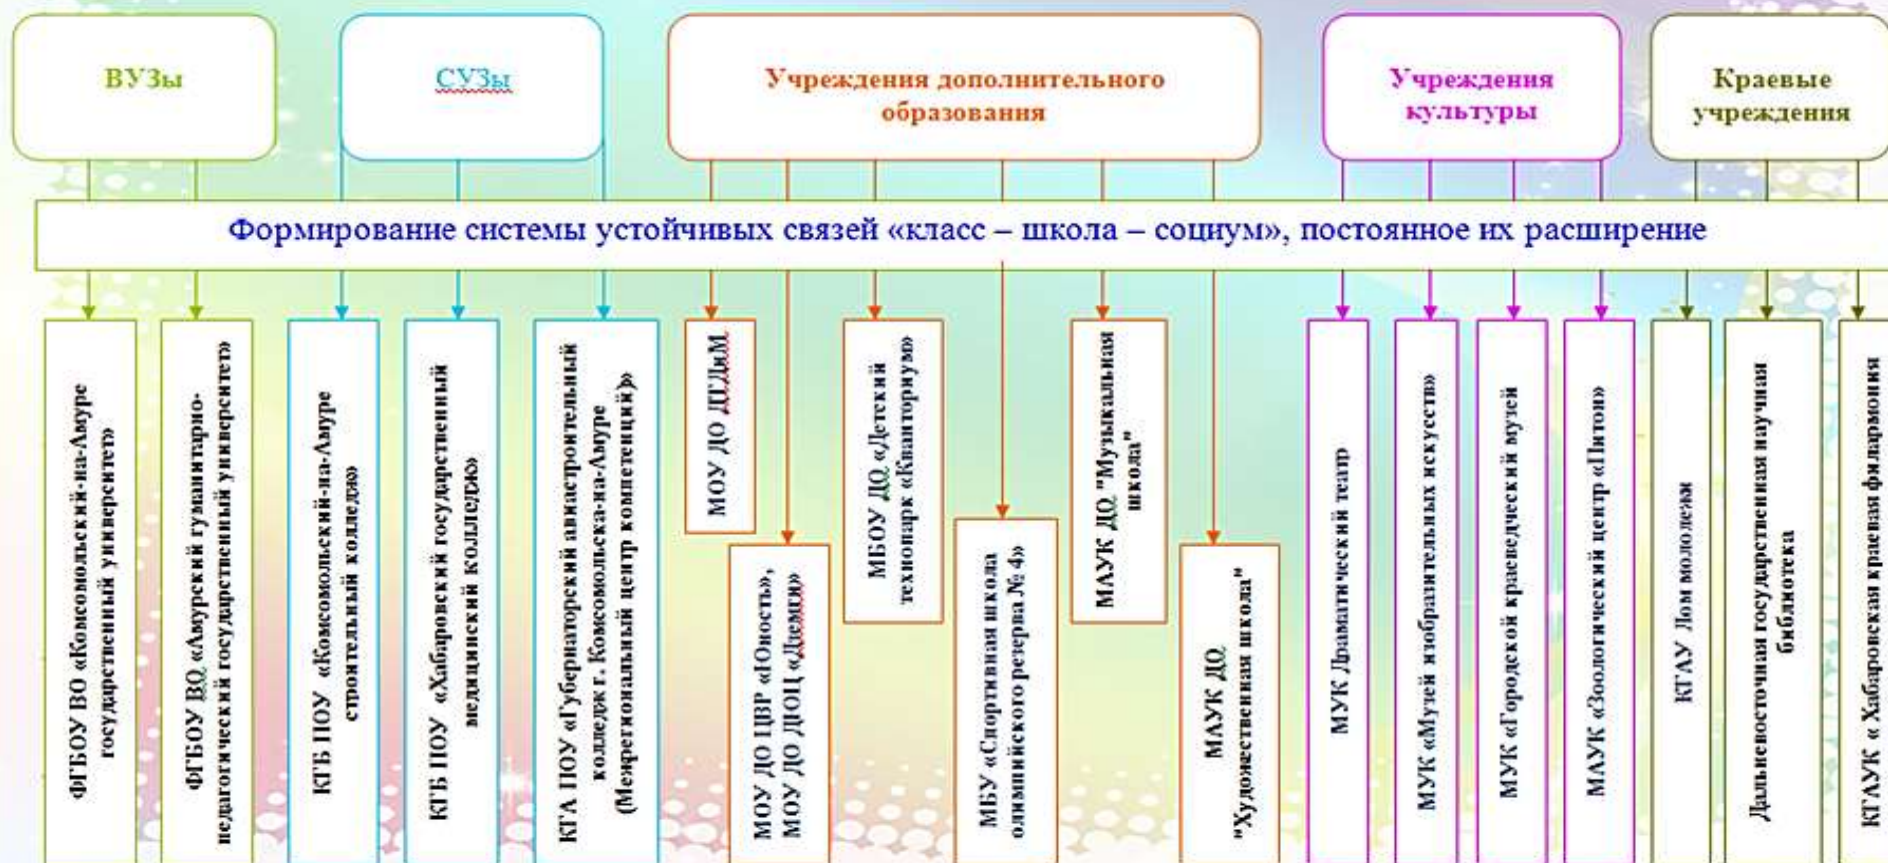 ВУЗы
СУЗы
Учреждения дополнительного
образования
Учреждения
культуры
Краевые
учреждения
Формирование системы устойчивых связей «класс – школа – социум», постоянное их расширение
ФГБОУ ВО «Комсомольский-на-Амуре
государственный университет»
ФГБОУ ВО «Амурский гуманитарно-
педагогический государственный университет»
КГБ ПОУ «Комсомольский-на-Амуре
строительный колледж»
КГБ ПОУ «Хабаровский государственный
медицинский колледж»
КГА ПОУ «Губернаторский авиастроительный
колледж г. Комсомольска-на-Амуре
(Межрегиональный центр компетенций)»
МОУ ДО ДТДиМ
МОУ ДО ЦВР «Юность»,
МОУ ДО ДЮЦ «Дземги»
МБОУ ДО «Детский
технопарк «Кванториум»
МБУ «Спортивная школа
олимпийского резерва № 4»
МАУК ДО "Музыкальная
школа"
МАУК ДО
"Художественная школа"
МУК Драматический театр
МУК «Музей изобразительных искусств»
МУК «Городской краеведческий музей
МАУК «Зоологический центр «Питон»
КГАУ Дом молодежи
Дальневосточная государственная научная
библиотека
КГАУК « Хабаровская краевая филармония